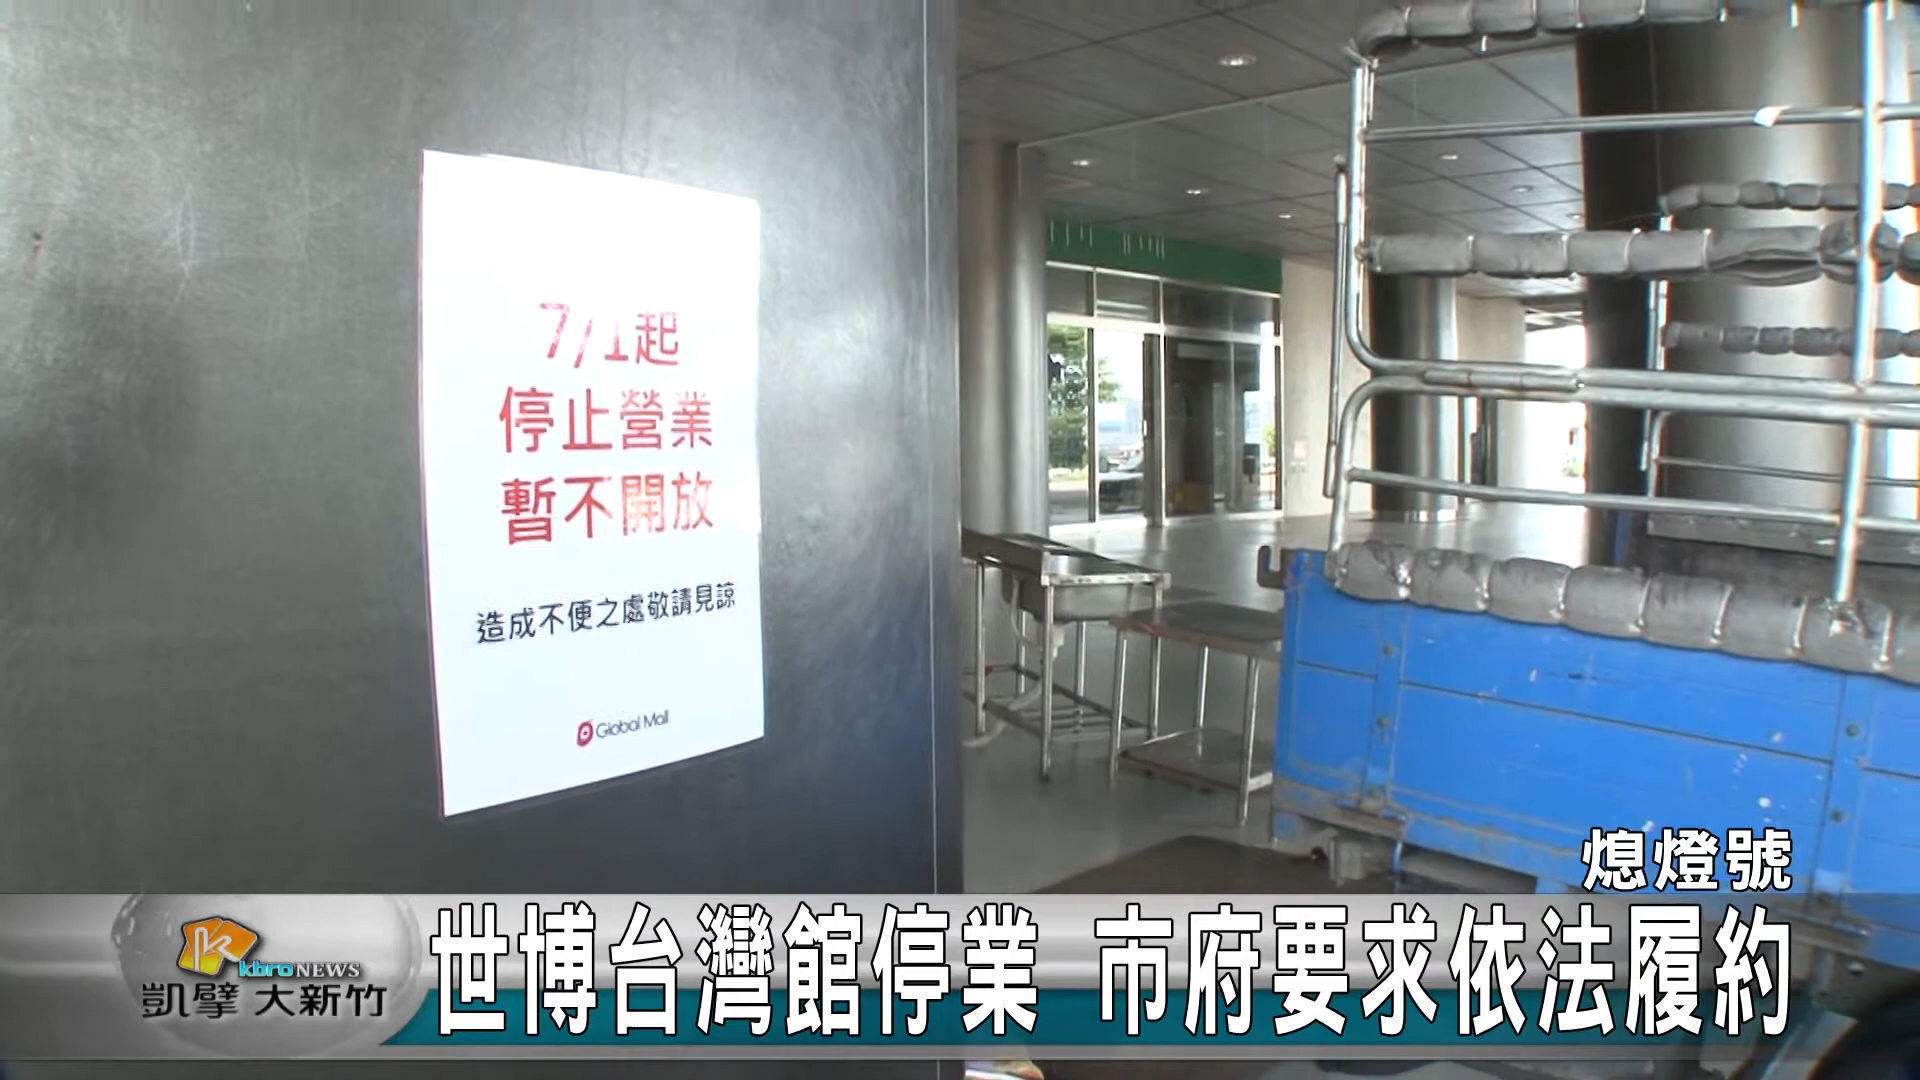 7/1起
停止營業
暫不開放
造成不便之處敬請見諒
Global Mall
熄燈號
世博台灣館停業 市府要求依法履約
kbro NEWS
凱擘 大新竹